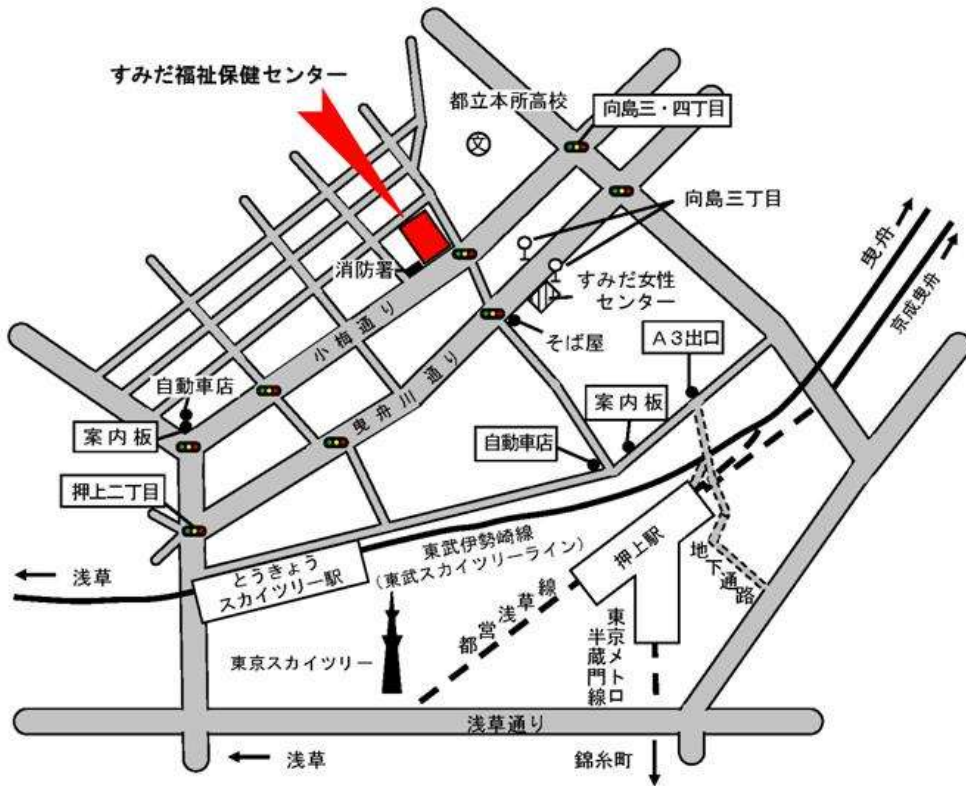 すみだ福祉保健センター
都立本所高校
向島三・四丁目
文
向島三丁目
消防署
すみだ女性
センター
曳舟
京成曳舟
小梅通り
そば屋
A3出口
自動車店
曳舟川通り
案内板
案内板
自動車店
押上二丁目
東武伊勢崎線
(東武スカイツリーライン)
押上駅
地下通路
浅草
とうきょう
スカイツリー駅
都営浅草線
東京メトロ
半蔵門線
東京スカイツリー
浅草通り
浅草
錦糸町